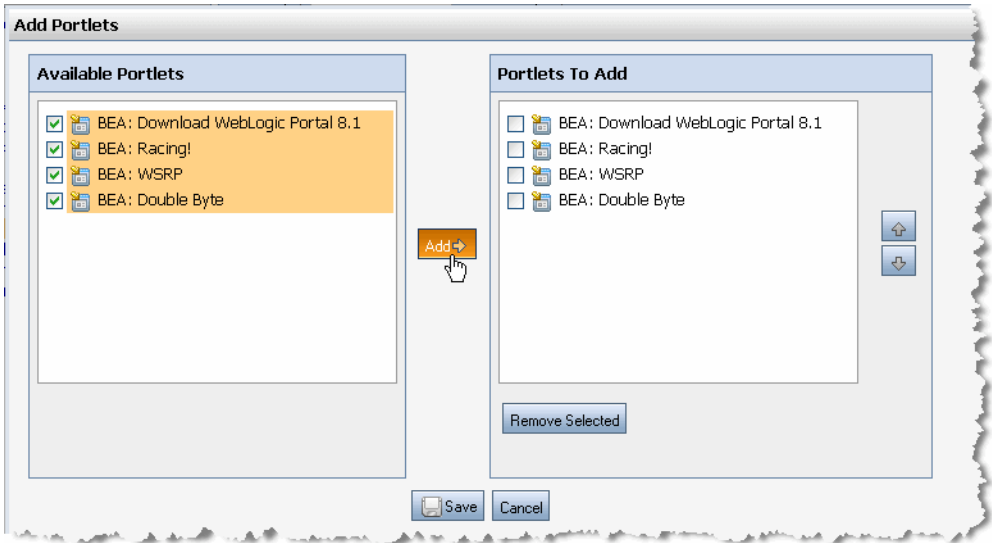 Add Portlets
Available Portlets
BEA: Download WebLogic Portal 8.1
BEA: Racing!
BEA: WSRP
BEA: Double Byte
Add
Portlets To Add
BEA: Download WebLogic Portal 8.1
BEA: Racing!
BEA: WSRP
BEA: Double Byte
Remove Selected
Save
Cancel